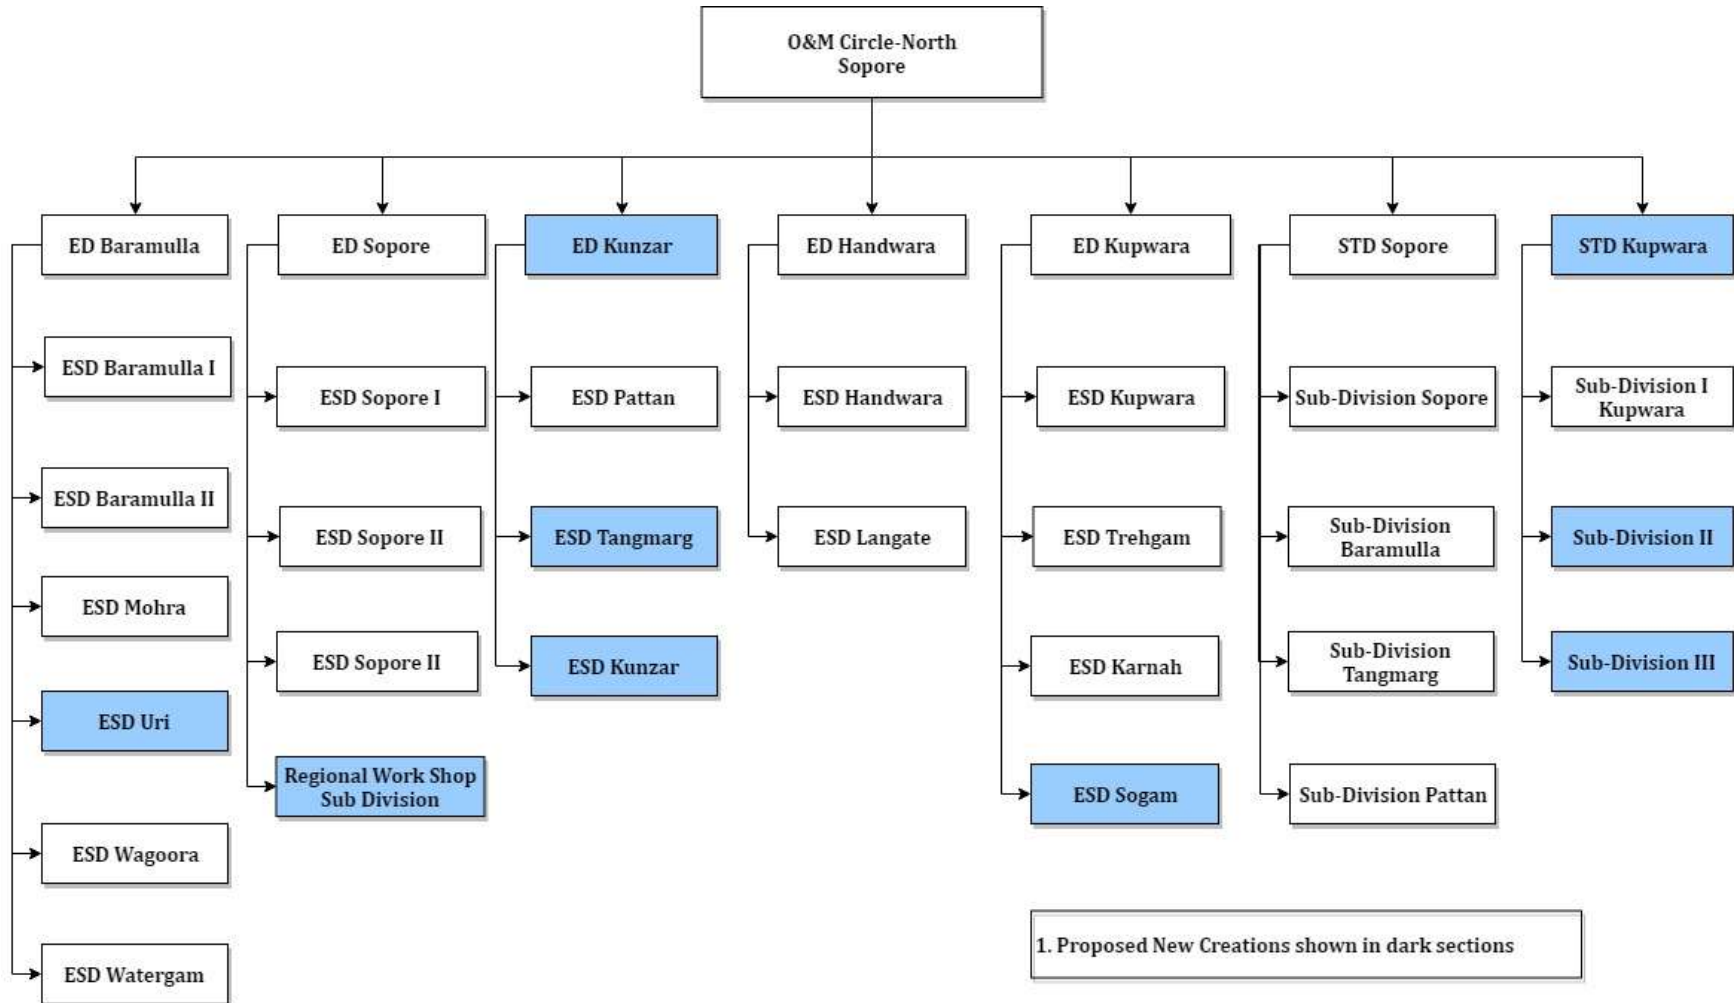 O&M Circle-North
Sopore
ED Baramulla
ED Sopore
ED Kunzar
ED Handwara
ED Kupwara
STD Sopore
STD Kupwara
ESD Baramulla I
ESD Baramulla II
ESD Mohra
ESD Uri
ESD Wagoora
ESD Watergam
ESD Sopore I
ESD Sopore II
ESD Sopore II
Regional Work Shop
Sub Division
ESD Pattan
ESD Tangmarg
ESD Kunzar
ESD Handwara
ESD Langate
ESD Kupwara
ESD Trehgam
ESD Karnah
ESD Sogam
Sub-Division Sopore
Sub-Division
Baramulla
Sub-Division
Tangmarg
Sub-Division Pattan
Sub-Division I
Kupwara
Sub-Division II
Sub-Division III
1. Proposed New Creations shown in dark sections